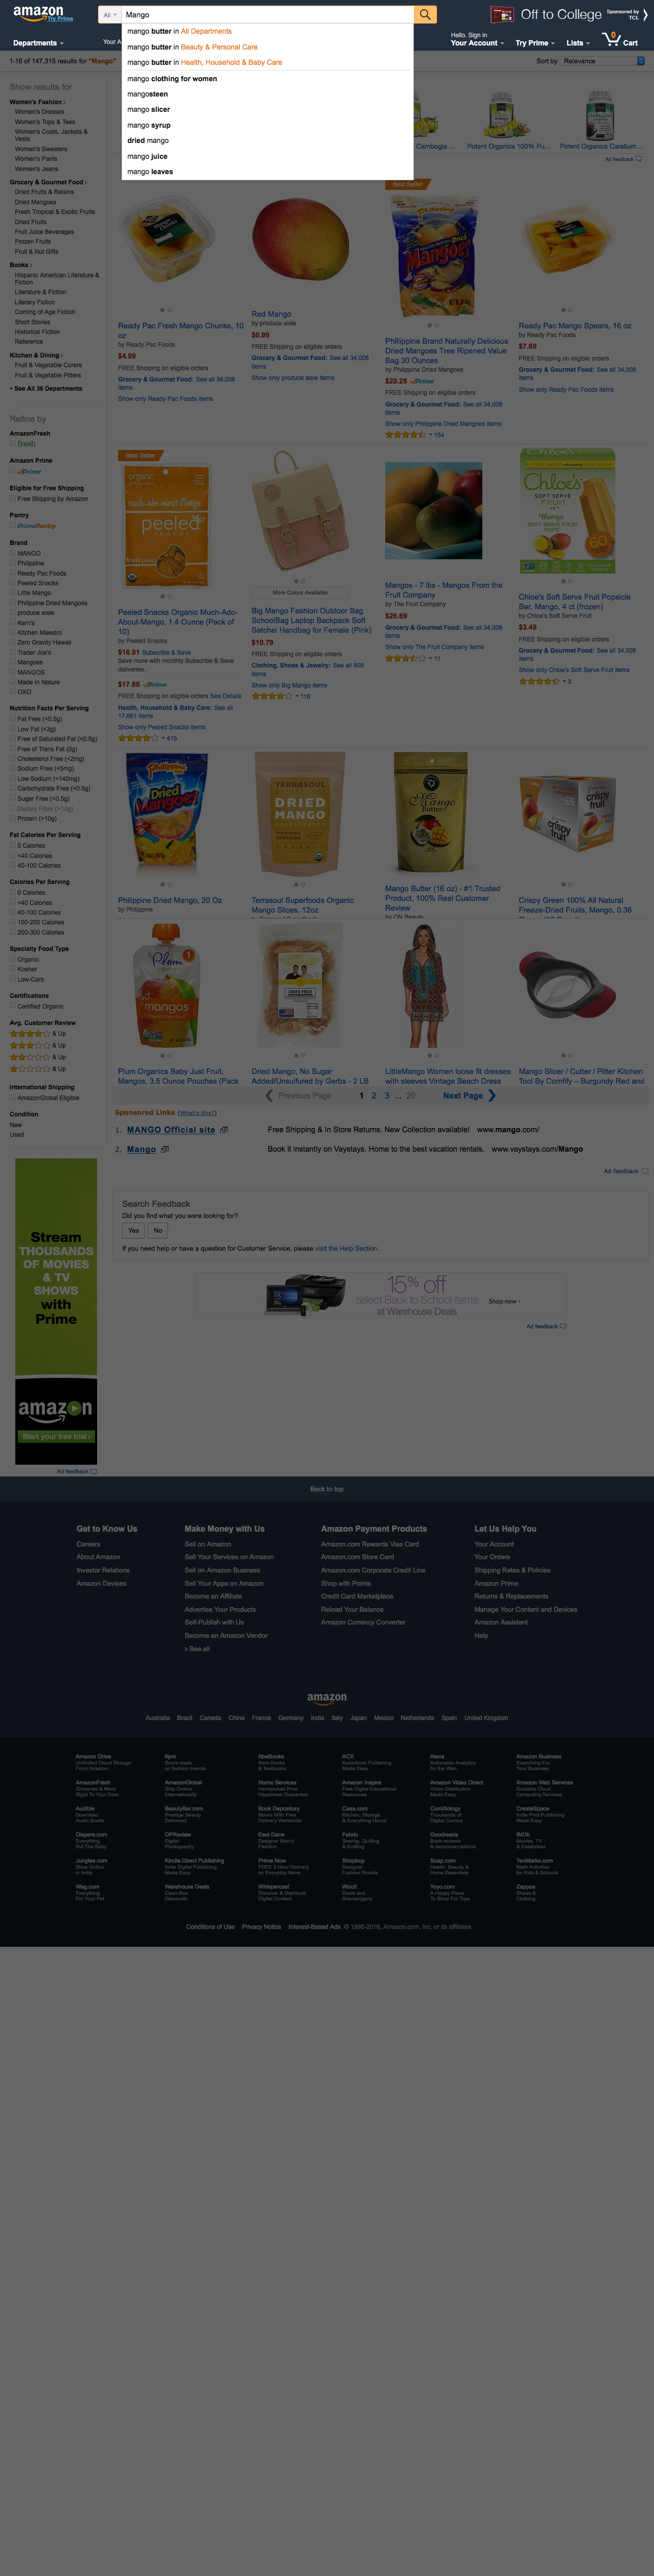 amazon
Try Prime
All
Mango
Off to College
Sponsored by
TCL
Departments
Your A
Hello. Sign in
Your Account
Try Prime
Lists
0
Cart
mango butter in All Departments
mango butter in Beauty & Personal Care
mango butter in Health, Household & Baby Care
mango clothing for women
mangosteen
mango slicer
mango syrup
dried mango
mango juice
mango leaves
1-16 of 147,315 results for "Mango"
Sort by Relevance
Cambogia ...
Potent Organics 100% Pu...
Potent Organics Carallum...
Ad feedback
Show results for
Women's Fashion ›
Women's Dresses
Women's Tops & Tees
Women's Coats, Jackets &
Vests
Women's Sweaters
Women's Pants
Women's Jeans
Grocery & Gourmet Food ›
Dried Fruits & Raisins
Dried Mangoes
Fresh Tropical & Exotic Fruits
Dried Fruits
Fruit Juice Beverages
Frozen Fruits
Fruit & Nut Gifts
Books ›
Hispanic American Literature &
Fiction
Literature & Fiction
Literary Fiction
Coming of Age Fiction
Short Stories
Historical Fiction
Reference
Kitchen & Dining ›
Fruit & Vegetable Corers
Fruit & Vegetable Pitters
+ See All 36 Departments
Refine by
AmazonFresh
fresh
Amazon Prime
Prime
Eligible for Free Shipping
Free Shipping by Amazon
Pantry
PrimePantry
Brand
MANGO
Philippine
Ready Pac Foods
Peeled Snacks
Little Mango
Philippine Dried Mangoes
produce aisle
Kern's
Kitchen Maestro
Zero Gravity Hawaii
Trader Joe's
Mangoes
MANGOS
Made In Nature
OXO
Nutrition Facts Per Serving
Fat Free (<0.5g)
Low Fat (<3g)
Free of Saturated Fat (<0.5g)
Free of Trans Fat (0g)
Cholesterol Free (<2mg)
Sodium Free (<5mg)
Low Sodium (<140mg)
Carbohydrate Free (<0.5g)
Sugar Free (<0.5g)
Dietary Fiber (>10g)
Protein (>10g)
Fat Calories Per Serving
0 Calories
<40 Calories
40-100 Calories
Calories Per Serving
0 Calories
<40 Calories
40-100 Calories
100-200 Calories
200-300 Calories
Specialty Food Type
Organic
Kosher
Low-Carb
Certifications
Certified Organic
Avg. Customer Review
& Up
& Up
& Up
& Up
International Shipping
AmazonGlobal Eligible
Condition
New
Used
Ready Pac Fresh Mango Chunks, 10
oz
by Ready Pac Foods
$4.99
FREE Shipping on eligible orders
Grocery & Gourmet Food: See all 34,008
items
Show only Ready Pac Foods items
Red Mango
by produce aisle
$0.99
FREE Shipping on eligible orders
Grocery & Gourmet Food: See all 34,008
items
Show only produce aisle items
Best Seller
Phillippine Brand Naturally Delicious
Dried Mangoes Tree Ripened Value
Bag 30 Ounces
by Philippine Dried Mangoes
$20.28 Prime
FREE Shipping on eligible orders
Grocery & Gourmet Food: See all 34,008
items
Show only Philippine Dried Mangoes items
154
Ready Pac Mango Spears, 16 oz
by Ready Pac Foods
$7.69
FREE Shipping on eligible orders
Grocery & Gourmet Food: See all 34,008
items
Show only Ready Pac Foods items
Best Seller
organic
much-ado-about-Mango
peeled
SNACKS
Peeled Snacks Organic Much-Ado-
About-Mango, 1.4 Ounce (Pack of
10)
by Peeled Snacks
$16.91 Subscribe & Save
Save more with monthly Subscribe & Save
deliveries.
$17.80 Prime
FREE Shipping on eligible orders See Details
Health, Household & Baby Care: See all
17,661 items
Show only Peeled Snacks items
415
More Colors Available
Big Mango Fashion Outdoor Bag
SchoolBag Laptop Backpack Soft
Satchel Handbag for Female (Pink)
$10.79
FREE Shipping on eligible orders
Clothing, Shoes & Jewelry: See all 909
items
Show only Big Mango items
118
Mangos - 7 lbs - Mangos From the
Fruit Company
by The Fruit Company
$26.69
Grocery & Gourmet Food: See all 34,008
items
Show only The Fruit Company items
11
Chloe's
SOFT SERVE
FRUIT
Mango
SOFT SERVE FRUIT
POPS
60
Chloe's Soft Serve Fruit Popsicle
Bar, Mango, 4 ct (frozen)
by Chloe's Soft Serve Fruit
$3.49
FREE Shipping on eligible orders
Grocery & Gourmet Food: See all 34,008
items
Show only Chloe's Soft Serve Fruit items
3
Philippine
Dried
Mangoes
Philippine Dried Mango, 20 Oz
by Philippine
TERRASOUL
DRIED
MANGO
Terrasoul Superfoods Organic
Mango Slices, 12oz
Mango
Butter
Mango Butter (16 oz) - #1 Trusted
Product, 100% Real Customer
Review
by ON Beauty
crispy
fruit
Crispy Green 100% All Natural
Freeze-Dried Fruits, Mango, 0.36
Plum
mangos
1
Plum Organics Baby Just Fruit,
Mangos, 3.5 Ounce Pouches (Pack
DRIED FRUIT
Dried Mango, No Sugar
Added/Unsulfured by Gerbs - 2 LB
LittleMango Women loose fit dresses
with sleeves Vintage Beach Dress
Mango Slicer / Cutter / Pitter Kitchen
Tool By Comfify – Burgundy Red and
Previous Page
1 2 3 ... 20
Next Page
Sponsored Links (What's this?)
1. MANGO Official site
Free Shipping & In Store Returns. New Collection available! www.mango.com/
2. Mango
Book it instantly on Vaystays. Home to the best vacation rentals. www.vaystays.com/Mango
Ad feedback
Stream
THOUSANDS
OF MOVIES
& TV
SHOWS
with
Prime
amazon
Start your free trial ›
Ad feedback
Search Feedback
Did you find what you were looking for?
Yes
No
If you need help or have a question for Customer Service, please visit the Help Section.
15% off
select Back to School items
at Warehouse Deals
Shop now ›
Ad feedback
Back to top
Get to Know Us
Careers
About Amazon
Investor Relations
Amazon Devices
Make Money with Us
Sell on Amazon
Sell Your Services on Amazon
Sell on Amazon Business
Sell Your Apps on Amazon
Become an Affiliate
Advertise Your Products
Self-Publish with Us
Become an Amazon Vendor
› See all
Amazon Payment Products
Amazon.com Rewards Visa Card
Amazon.com Store Card
Amazon.com Corporate Credit Line
Shop with Points
Credit Card Marketplace
Reload Your Balance
Amazon Currency Converter
Let Us Help You
Your Account
Your Orders
Shipping Rates & Policies
Amazon Prime
Returns & Replacements
Manage Your Content and Devices
Amazon Assistant
Help
amazon
Australia Brazil Canada China France Germany India Italy Japan Mexico Netherlands Spain United Kingdom
Amazon Drive
Unlimited Cloud Storage
From Amazon
6pm
Score deals
on fashion brands
AbeBooks
Rare Books
& Textbooks
ACX
Audiobook Publishing
Made Easy
Alexa
Actionable Analytics
for the Web
Amazon Business
Everything For
Your Business
AmazonFresh
Groceries & More
Right To Your Door
AmazonGlobal
Ship Orders
Internationally
Home Services
Handpicked Pros
Happiness Guarantee
Amazon Inspire
Free Digital Educational
Resources
Amazon Video Direct
Video Distribution
Made Easy
Amazon Web Services
Scalable Cloud
Computing Services
Audible
Download
Audio Books
BeautyBar.com
Prestige Beauty
Delivered
Book Depository
Books With Free
Delivery Worldwide
Casa.com
Kitchen, Storage
& Everything Home
ComiXology
Thousands of
Digital Comics
CreateSpace
Indie Print Publishing
Made Easy
Diapers.com
Everything
But The Baby
DPReview
Digital
Photography
East Dane
Designer Men's
Fashion
Fabric
Sewing, Quilting
& Knitting
Goodreads
Book reviews
& recommendations
IMDb
Movies, TV
& Celebrities
Junglee.com
Shop Online
in India
Kindle Direct Publishing
Indie Digital Publishing
Made Easy
Prime Now
FREE 2-Hour Delivery
on Everyday Items
Shopbop
Designer
Fashion Brands
Soap.com
Health, Beauty &
Home Essentials
TenMarks.com
Math Activities
for Kids & Schools
Wag.com
Everything
For Your Pet
Warehouse Deals
Open-Box
Discounts
Whispercast
Discover & Distribute
Digital Content
Woot!
Deals and
Shenanigans
Yoyo.com
A Happy Place
To Shop For Toys
Zappos
Shoes &
Clothing
Conditions of Use Privacy Notice Interest-Based Ads © 1996-2016, Amazon.com, Inc. or its affiliates